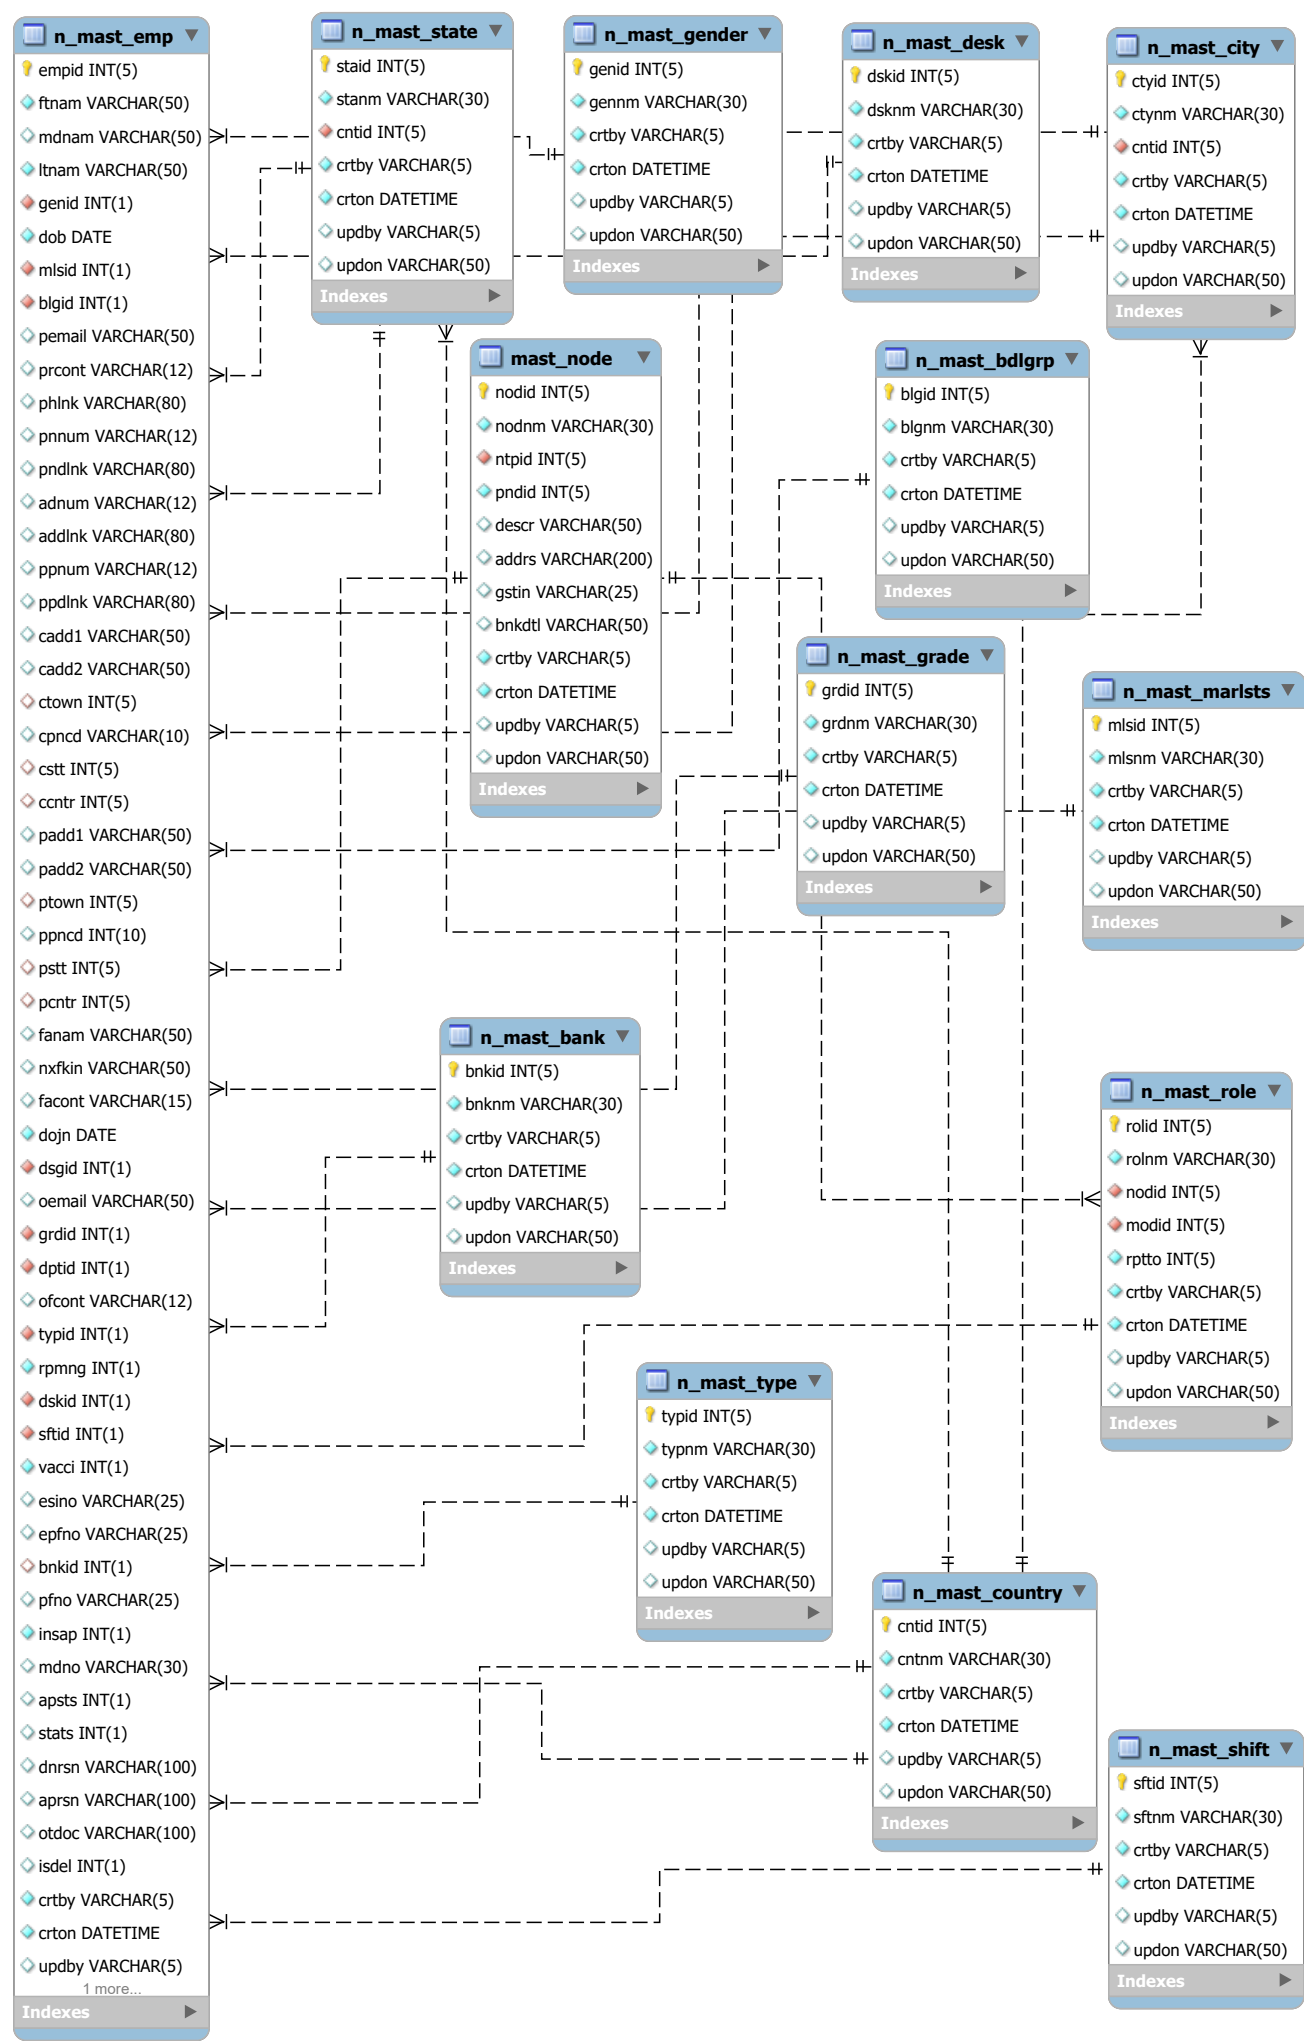 n_mast_emp
empid INT(5)
ftnam VARCHAR(50)
mdnam VARCHAR(50)
ltnam VARCHAR(50)
genid INT(1)
dob DATE
mlsid INT(1)
blgid INT(1)
pemail VARCHAR(50)
prcont VARCHAR(12)
phlnk VARCHAR(80)
pnnum VARCHAR(12)
pndlnk VARCHAR(80)
adnum VARCHAR(12)
addlnk VARCHAR(80)
ppnum VARCHAR(12)
ppdlnk VARCHAR(80)
cadd1 VARCHAR(50)
cadd2 VARCHAR(50)
ctown INT(5)
cpncd VARCHAR(10)
cstt INT(5)
ccntr INT(5)
padd1 VARCHAR(50)
padd2 VARCHAR(50)
ptown INT(5)
ppncd INT(10)
pstt INT(5)
pcntr INT(5)
fanam VARCHAR(50)
nxfkin VARCHAR(50)
facont VARCHAR(15)
dojn DATE
dsgid INT(1)
oemail VARCHAR(50)
grdid INT(1)
dptid INT(1)
ofcont VARCHAR(12)
typid INT(1)
rpmng INT(1)
dskid INT(1)
sftid INT(1)
vacci INT(1)
esino VARCHAR(25)
epfno VARCHAR(25)
bnkid INT(1)
pfno VARCHAR(25)
insap INT(1)
mdno VARCHAR(30)
apsts INT(1)
stats INT(1)
dnrsn VARCHAR(100)
aprsn VARCHAR(100)
otdoc VARCHAR(100)
isdel INT(1)
crtby VARCHAR(5)
crton DATETIME
updby VARCHAR(5)
1 more...
Indexes
n_mast_state
staid INT(5)
stanm VARCHAR(30)
cntid INT(5)
crtby VARCHAR(5)
crton DATETIME
updby VARCHAR(5)
updon VARCHAR(50)
Indexes
n_mast_gender
genid INT(5)
gennm VARCHAR(30)
crtby VARCHAR(5)
crton DATETIME
updby VARCHAR(5)
updon VARCHAR(50)
Indexes
n_mast_desk
dskid INT(5)
dsknm VARCHAR(30)
crtby VARCHAR(5)
crton DATETIME
updby VARCHAR(5)
updon VARCHAR(50)
Indexes
n_mast_city
ctyid INT(5)
ctynm VARCHAR(30)
cntid INT(5)
crtby VARCHAR(5)
crton DATETIME
updby VARCHAR(5)
updon VARCHAR(50)
Indexes
mast_node
nodid INT(5)
nodnm VARCHAR(30)
ntpid INT(5)
pndid INT(5)
descr VARCHAR(50)
addrs VARCHAR(200)
gstin VARCHAR(25)
bnkdtl VARCHAR(50)
crtby VARCHAR(5)
crton DATETIME
updby VARCHAR(5)
updon VARCHAR(50)
Indexes
n_mast_bdlgrp
blgid INT(5)
blgnm VARCHAR(30)
crtby VARCHAR(5)
crton DATETIME
updby VARCHAR(5)
updon VARCHAR(50)
Indexes
n_mast_grade
grdid INT(5)
grdnm VARCHAR(30)
crtby VARCHAR(5)
crton DATETIME
updby VARCHAR(5)
updon VARCHAR(50)
Indexes
n_mast_marlsts
mlsid INT(5)
mlsnm VARCHAR(30)
crtby VARCHAR(5)
crton DATETIME
updby VARCHAR(5)
updon VARCHAR(50)
Indexes
n_mast_bank
bnkid INT(5)
bnknm VARCHAR(30)
crtby VARCHAR(5)
crton DATETIME
updby VARCHAR(5)
updon VARCHAR(50)
Indexes
n_mast_role
rolid INT(5)
rolnm VARCHAR(30)
nodid INT(5)
modid INT(5)
rptto INT(5)
crtby VARCHAR(5)
crton DATETIME
updby VARCHAR(5)
updon VARCHAR(50)
Indexes
n_mast_type
typid INT(5)
typnm VARCHAR(30)
crtby VARCHAR(5)
crton DATETIME
updby VARCHAR(5)
updon VARCHAR(50)
Indexes
n_mast_country
cntid INT(5)
cntnm VARCHAR(30)
crtby VARCHAR(5)
crton DATETIME
updby VARCHAR(5)
updon VARCHAR(50)
Indexes
n_mast_shift
sftid INT(5)
sftnm VARCHAR(30)
crtby VARCHAR(5)
crton DATETIME
updby VARCHAR(5)
updon VARCHAR(50)
Indexes